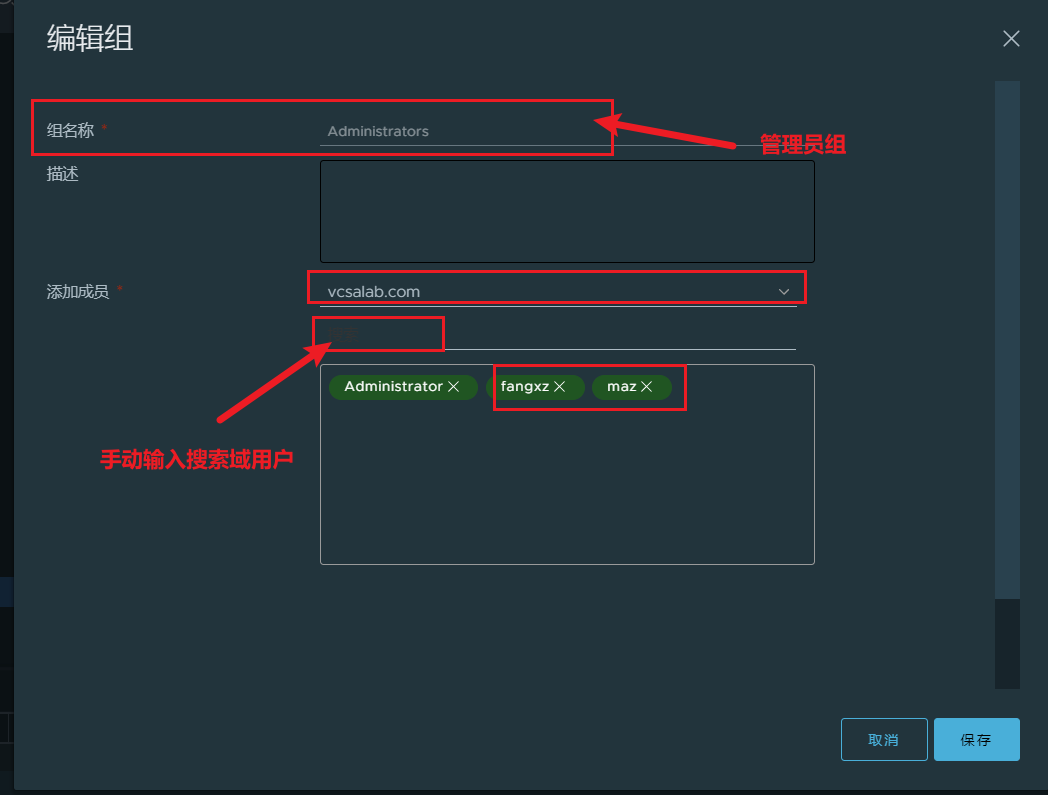 编辑组
组名称 * Administrators
管理员组
描述
添加成员 * vcsalab.com
Administrator fangxz maz
手动输入搜索域用户
取消 保存